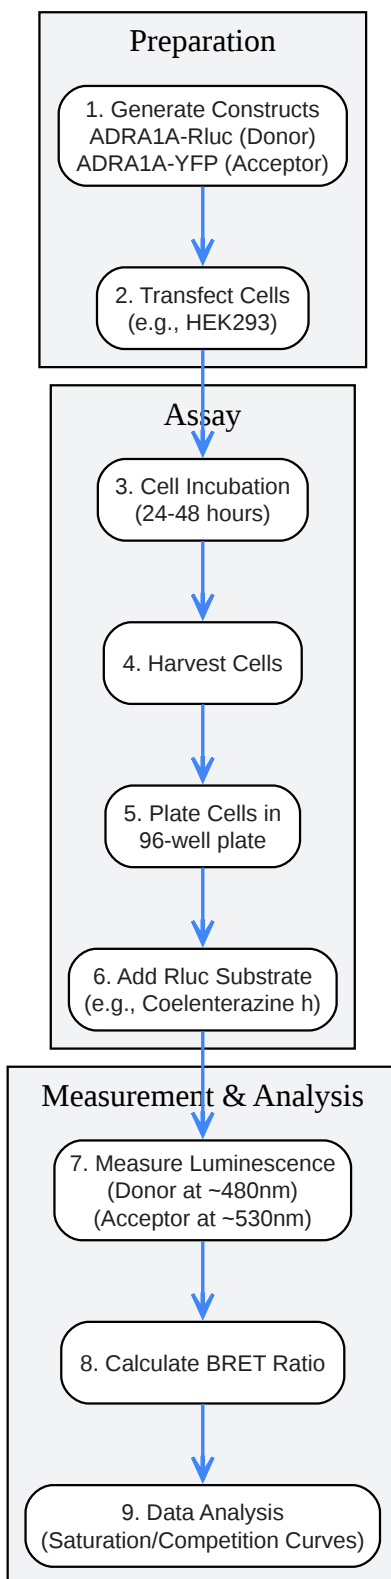 Preparation
1. Generate Constructs
ADRA1A-Rluc (Donor)
ADRA1A-YFP (Acceptor)
2. Transfect Cells
(e.g., HEK293)
Assay
3. Cell Incubation
(24-48 hours)
4. Harvest Cells
5. Plate Cells in
96-well plate
6. Add Rluc Substrate
(e.g., Coelenterazine h)
Measurement & Analysis
7. Measure Luminescence
(Donor at ~480nm)
(Acceptor at ~530nm)
8. Calculate BRET Ratio
9. Data Analysis
(Saturation/Competition Curves)